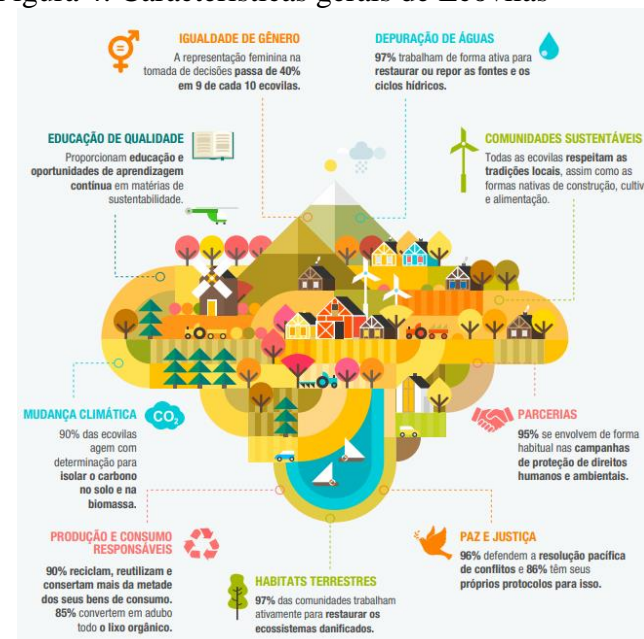 Figura 4: Características gerais de Ecovilas
IGUALDADE DE GÊNERO
A representação feminina na
tomada de decisões passa de 40%
em 9 de cada 10 ecovilas.
DEPURAÇÃO DE ÁGUAS
97% trabalham de forma ativa para
restaurar ou repor as fontes e os
ciclos hídricos.
EDUCAÇÃO DE QUALIDADE
Proporcionam educação e
oportunidades de aprendizagem
contínua em matérias de
sustentabilidade.
COMUNIDADES SUSTENTÁVEIS
Todas as ecovilas respeitam as
tradições locais, assim como as
formas nativas de construção, cultiv
e alimentação.
MUDANÇA CLIMÁTICA
CO2
90% das ecovilas
agem com
determinação para
isolar o carbono
no solo e na
biomassa.
PARCERIAS
95% se envolvem de forma
habitual nas campanhas
de proteção de direitos
humanos e ambientais.
PRODUÇÃO E CONSUMO
RESPONSÁVEIS
90% reciclam, reutilizam e
consertam mais da metade
dos seus bens de consumo.
85% convertem em adubo
todo o lixo orgânico.
HABITATS TERRESTRES
97% das comunidades trabalham
ativamente para restaurar os
ecossistemas danificados.
PAZ E JUSTIÇA
96% defendem a resolução pacífica
de conflitos e 86% têm seus
próprios protocolos para isso.